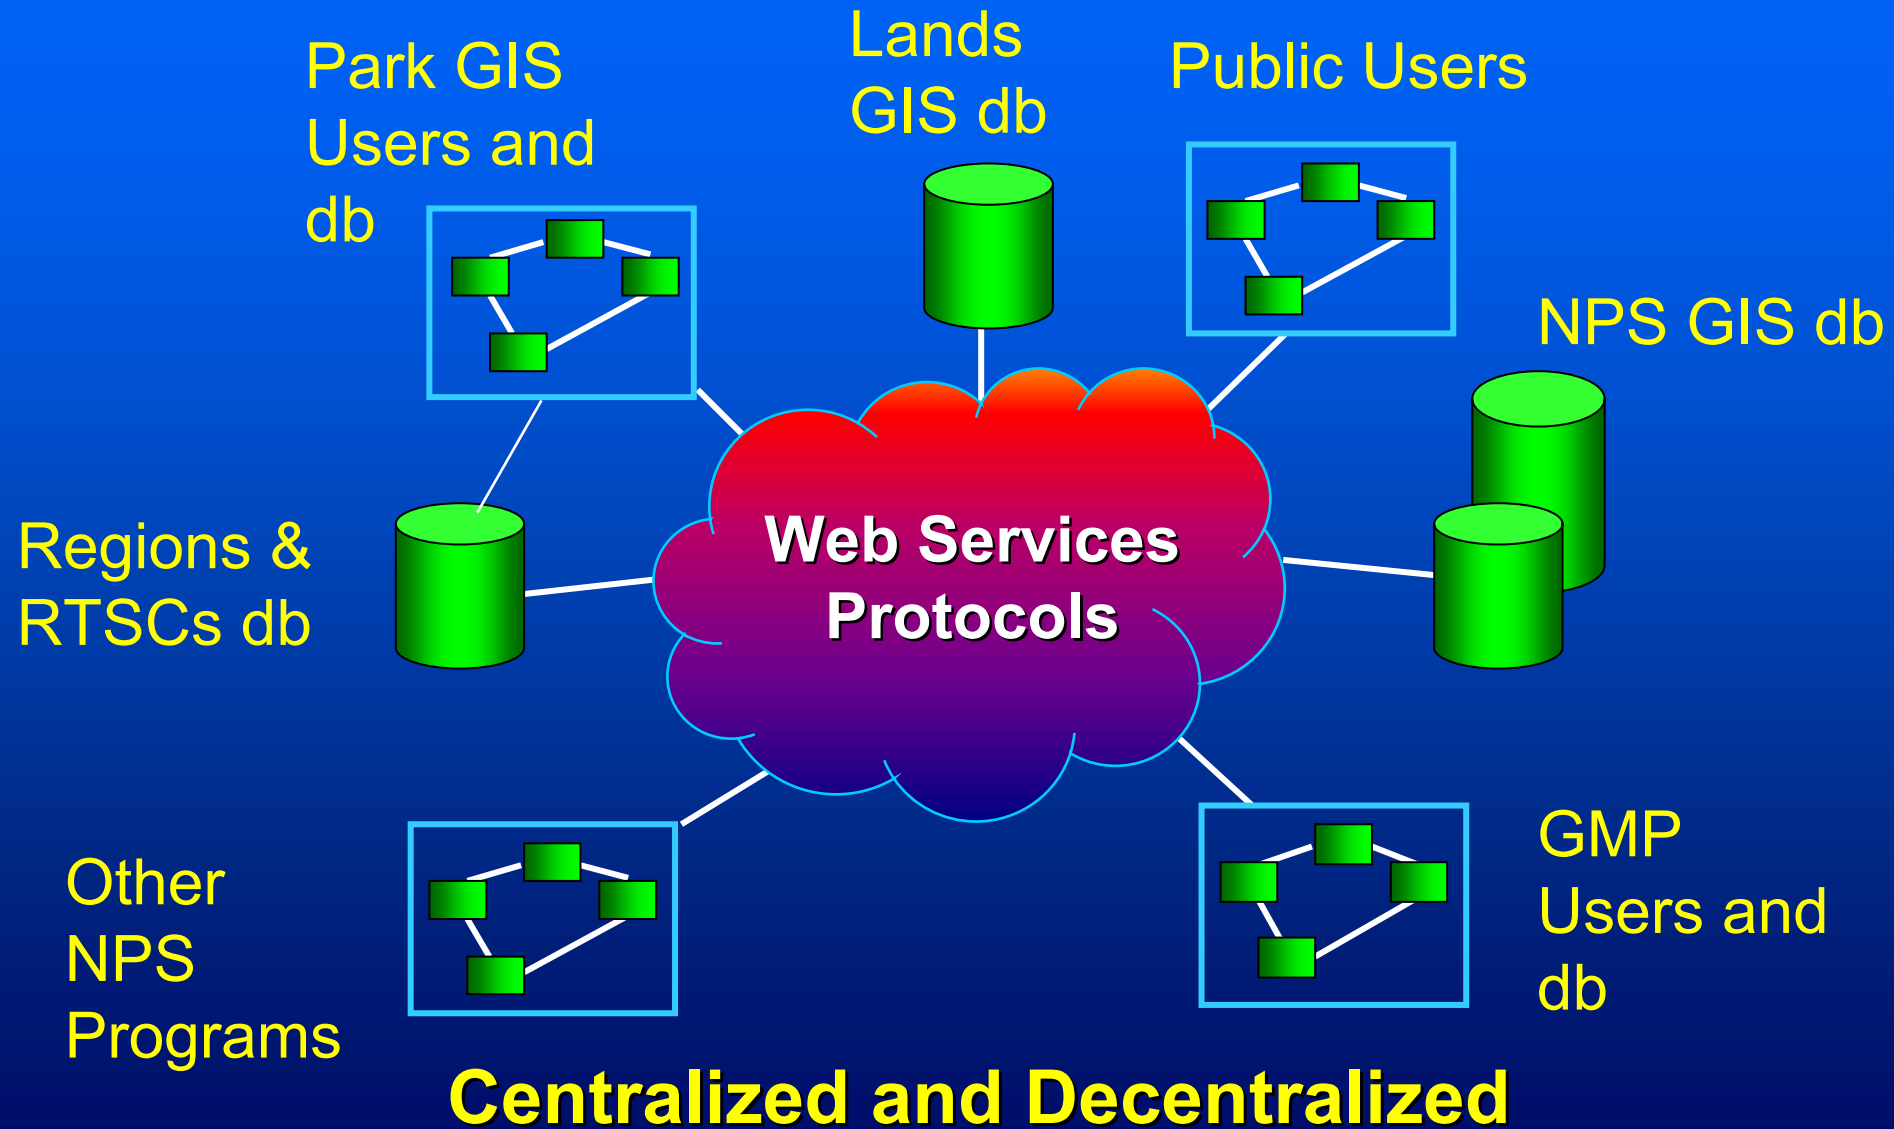 Park GIS
Users and
db
Lands
GIS db
Public Users
NPS GIS db
Regions &
RTSCs db
Web Services
Protocols
Other
NPS
Programs
GMP
Users and
db
Centralized and Decentralized